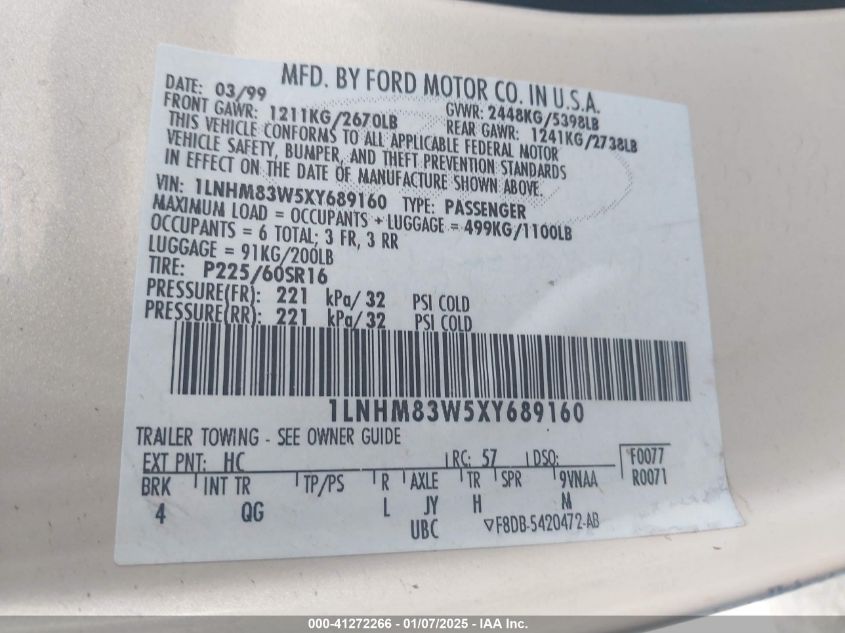 MFD. BY FORD MOTOR CO. IN U.S.A.
DATE: 03/99 GVWR: 2448KG/5398LB
FRONT GAWR: 1211KG/2670LB REAR GAWR: 1241KG/2738LB
THIS VEHICLE CONFORMS TO ALL APPLICABLE FEDERAL MOTOR
VEHICLE SAFETY, BUMPER, AND THEFT PREVENTION STANDARDS
IN EFFECT ON THE DATE OF MANUFACTURE SHOWN ABOVE.
VIN: 1LNHM83W5XY689160 TYPE: PASSENGER
MAXIMUM LOAD = OCCUPANTS + LUGGAGE = 499KG/1100LB
OCCUPANTS = 6 TOTAL; 3 FR, 3 RR
LUGGAGE = 91KG/200LB
TIRE: P225/60SR16
PRESSURE(FR): 221 kPa/ 32 PSI COLD
PRESSURE(RR): 221 kPa/ 32 PSI COLD
1LNHM83W5XY689160
TRAILER TOWING - SEE OWNER GUIDE
EXT PNT: HC RC: 57 DSO: F0077
BRK INT TR TP/PS R AXLE TR SPR 9VNAA R0071
4 QG L JY H M
UBC F8DB-5420472-AB
000-41272266 - 01/07/2025 - IAA Inc.